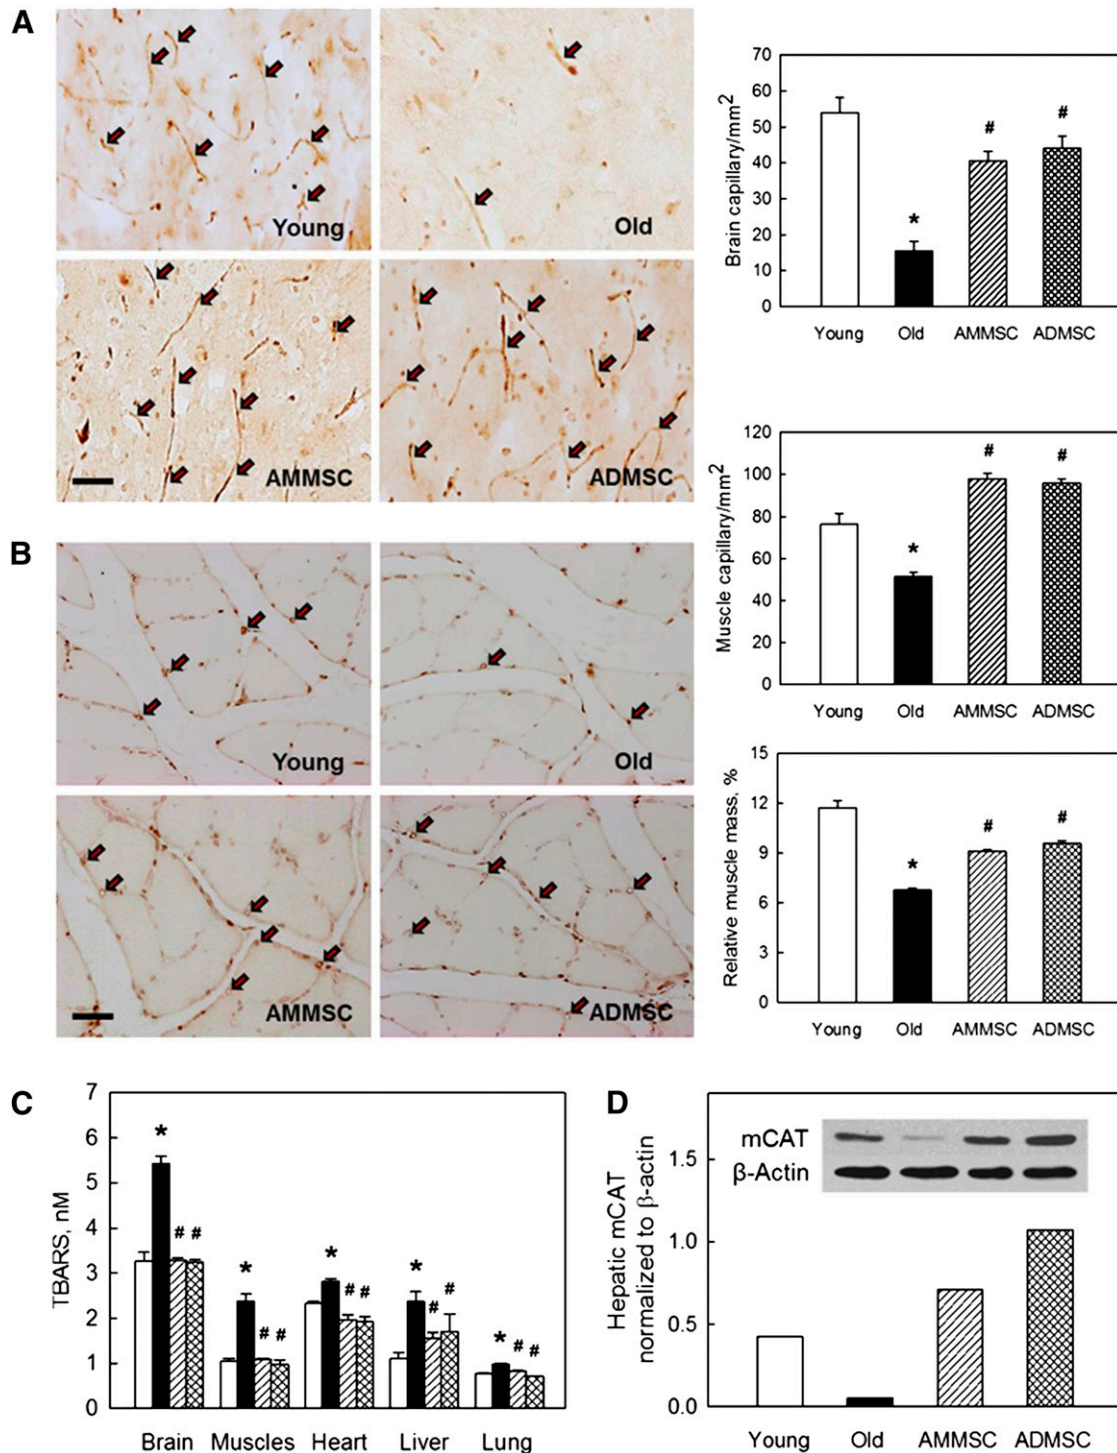 A
Young
Old
AMMSC
ADMSC
Brain capillary/mm²
70
60
50
40
30
20
10
0
*
#
#
Young Old AMMSC ADMSC
B
Young
Old
AMMSC
ADMSC
Muscle capillary/mm²
120
100
80
60
40
20
0
*
#
#
Young Old AMMSC ADMSC
Relative muscle mass, %
15
12
9
6
3
0
*
#
#
Young Old AMMSC ADMSC
C
TBARS, nM
7
6
5
4
3
2
1
0
* # #
* # #
* # #
* # #
* # #
Brain Muscles Heart Liver Lung
D
Hepatic mCAT
normalized to β-actin
mCAT
β-Actin
1.5
1.0
0.5
0.0
Young Old AMMSC ADMSC